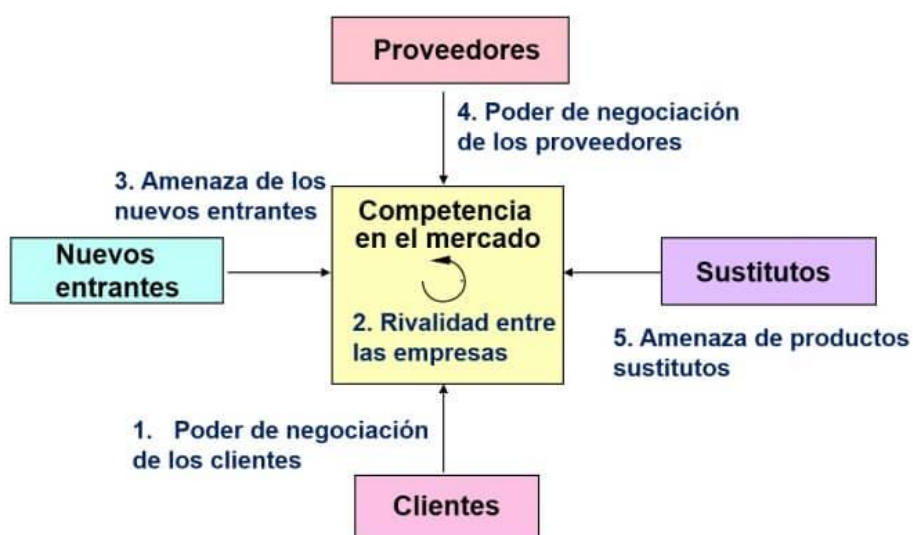 Proveedores
4. Poder de negociación
de los proveedores
3. Amenaza de los
nuevos entrantes
Competencia
en el mercado
Nuevos
entrantes
Sustitutos
2. Rivalidad entre
las empresas
5. Amenaza de productos
sustitutos
1. Poder de negociación
de los clientes
Clientes